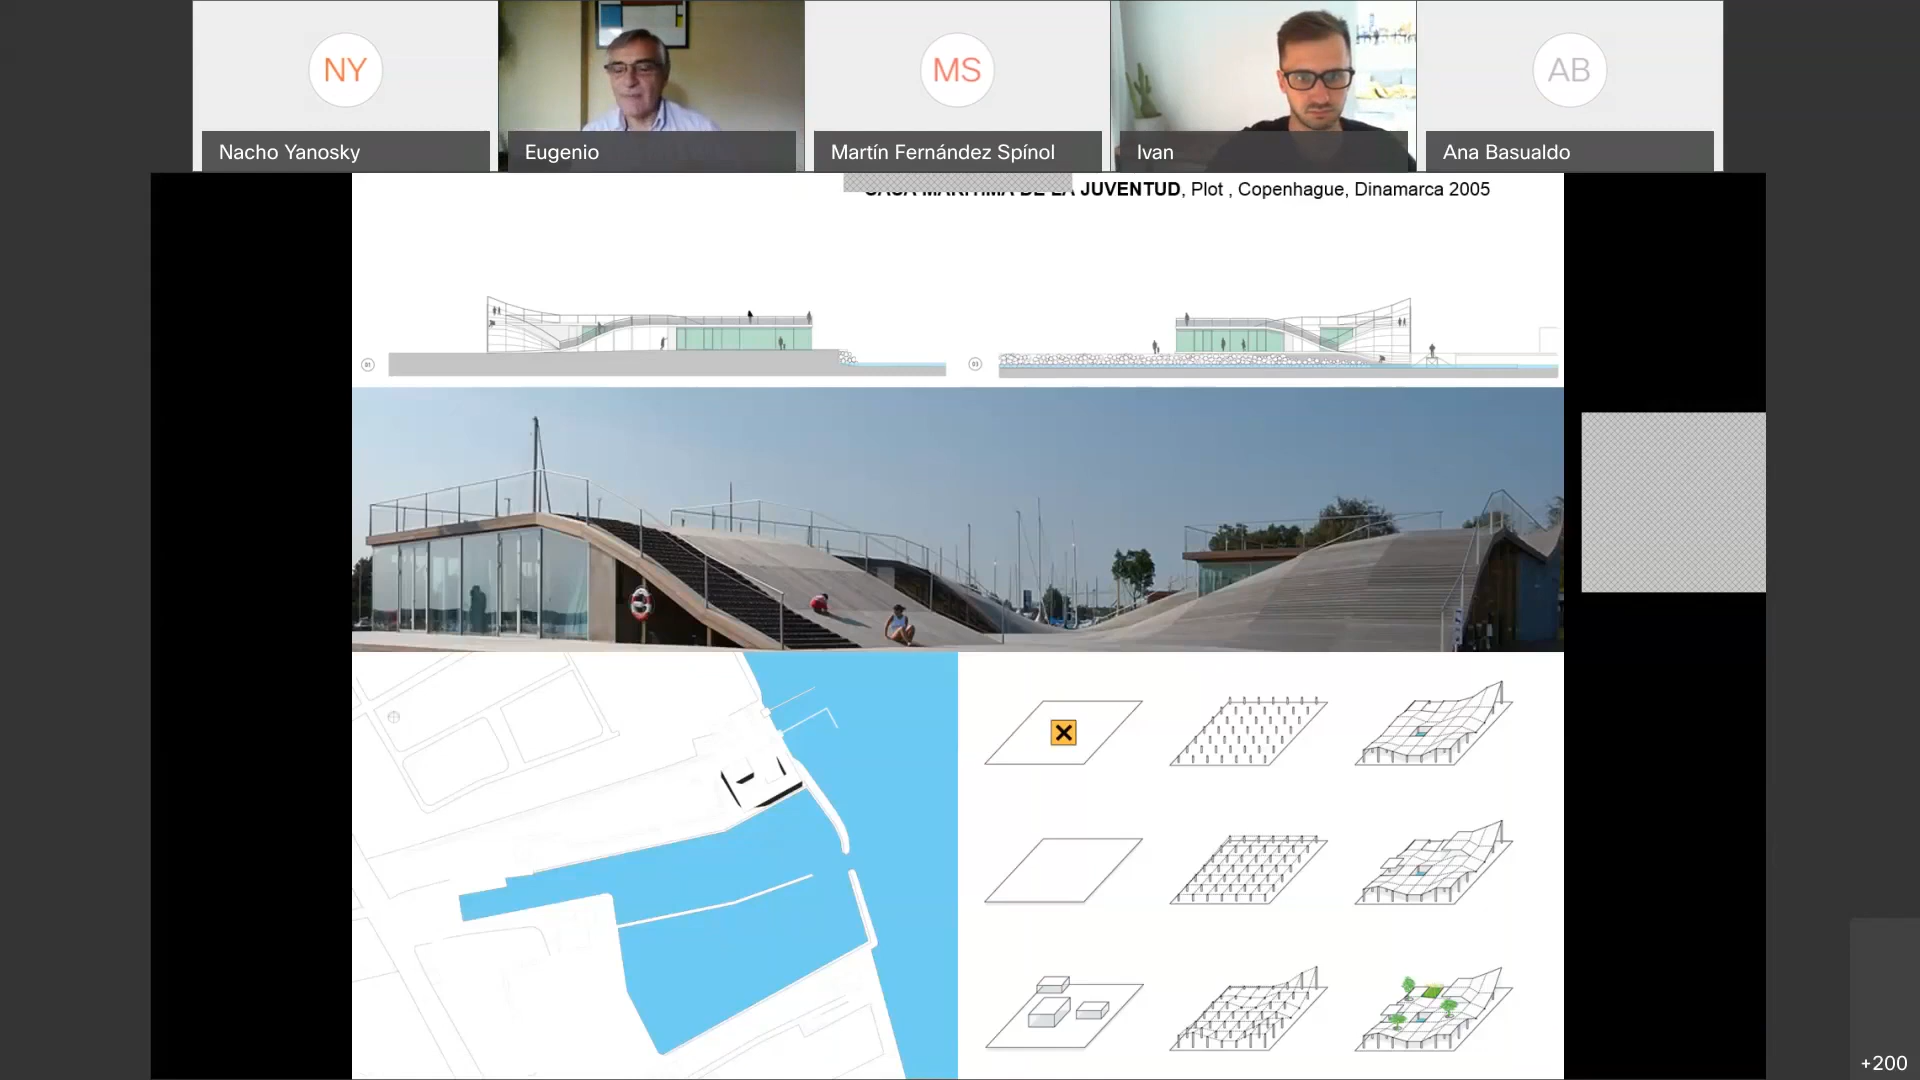 NY
MS
AB
Nacho Yanosky
Eugenio
Martín Fernández Spínol
Ivan
Ana Basualdo
JUVENTUD, Plot , Copenhague, Dinamarca 2005
+200